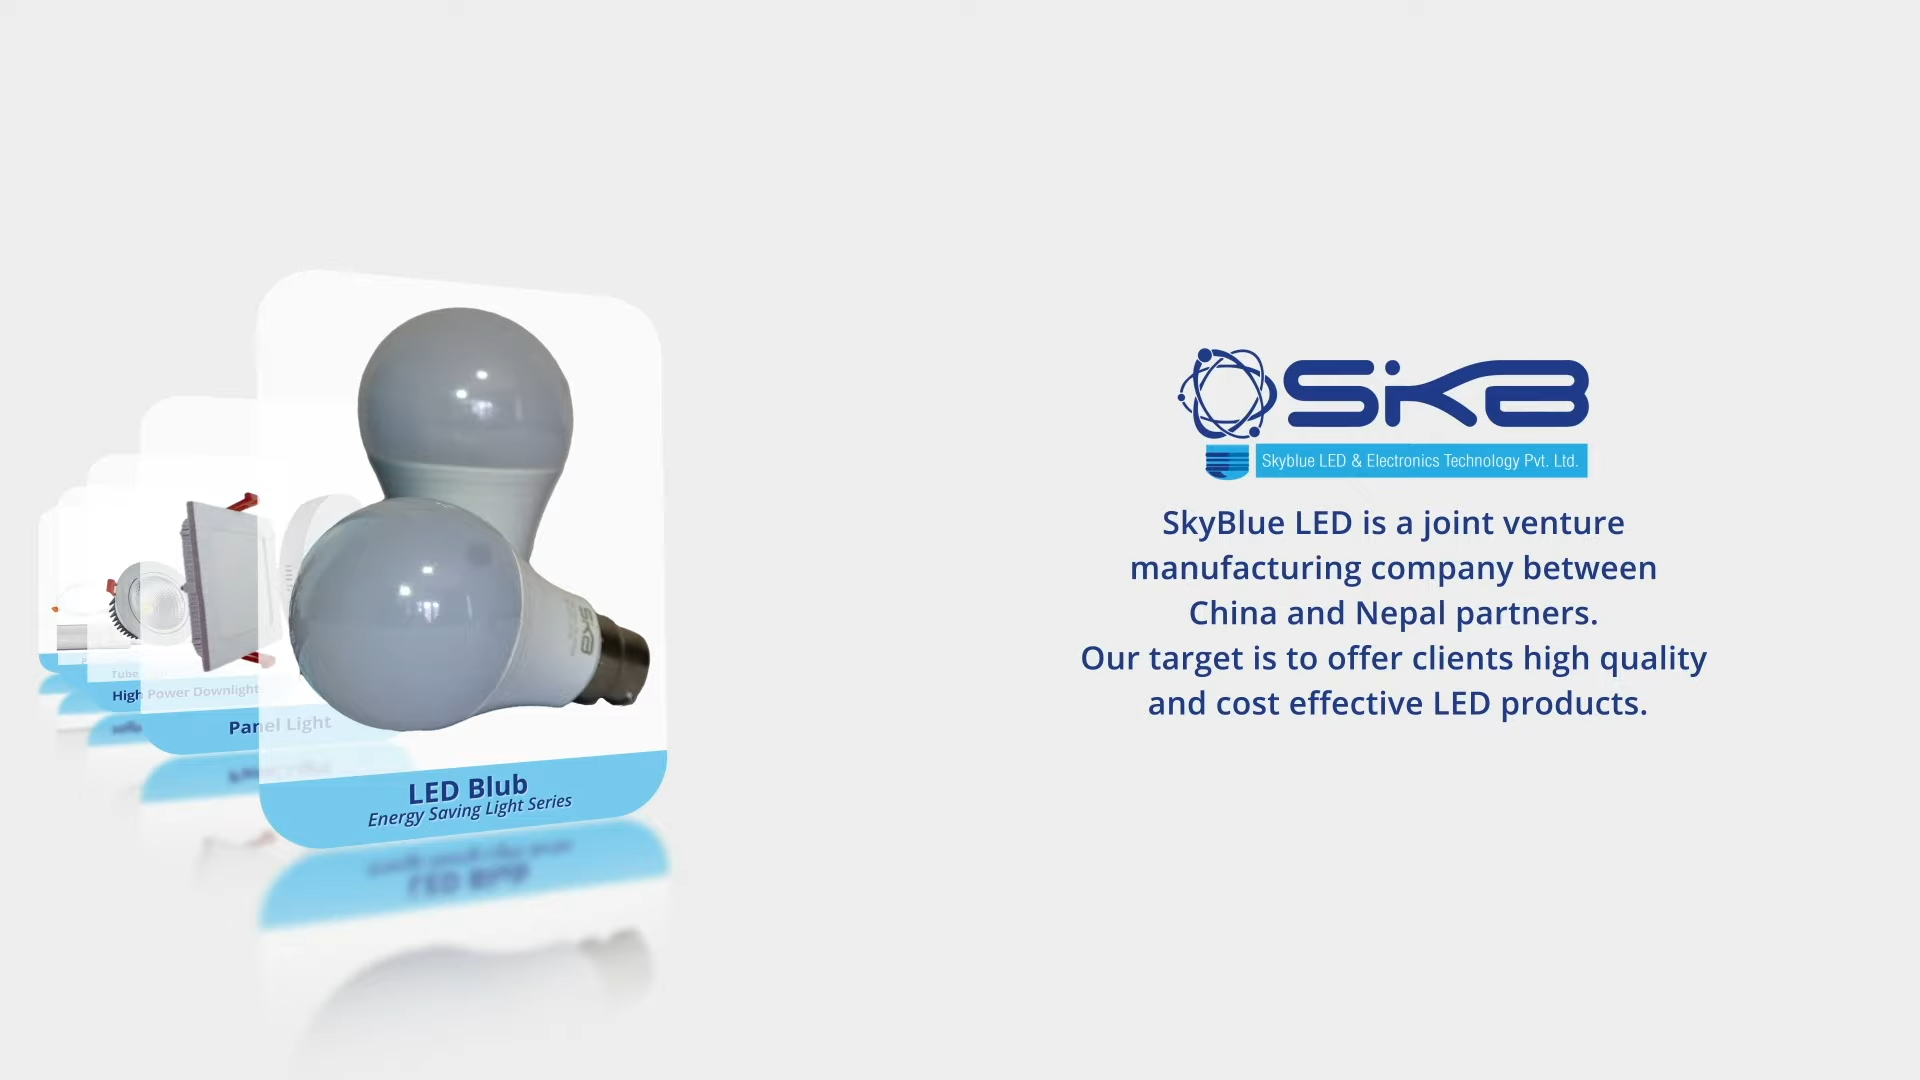 SKB
Skyblue LED & Electronics Technology Pvt. Ltd.
SkyBlue LED is a joint venture
manufacturing company between
China and Nepal partners.
Our target is to offer clients high quality
and cost effective LED products.
SKB
LED Blub
Energy Saving Light Series
Panel Light
High Power Downlight
Tube